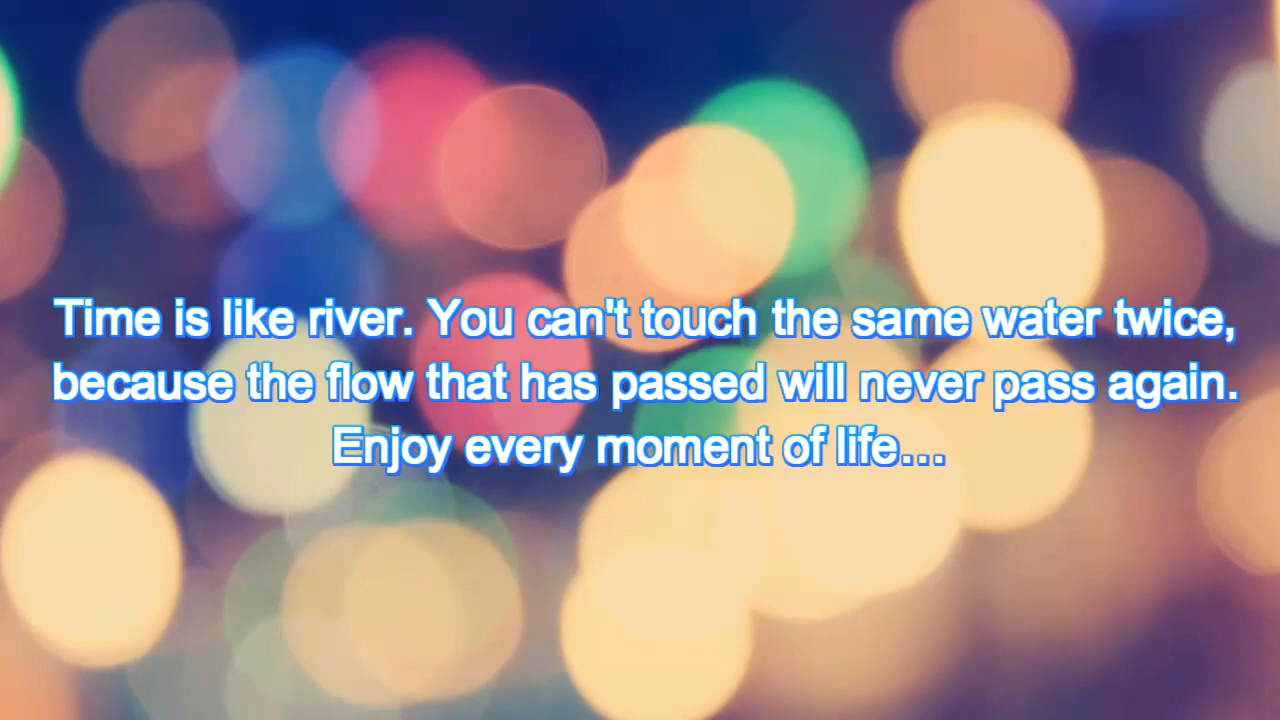 Time is like river. You can't touch the same water twice,
because the flow that has passed will never pass again.
Enjoy every moment of life...